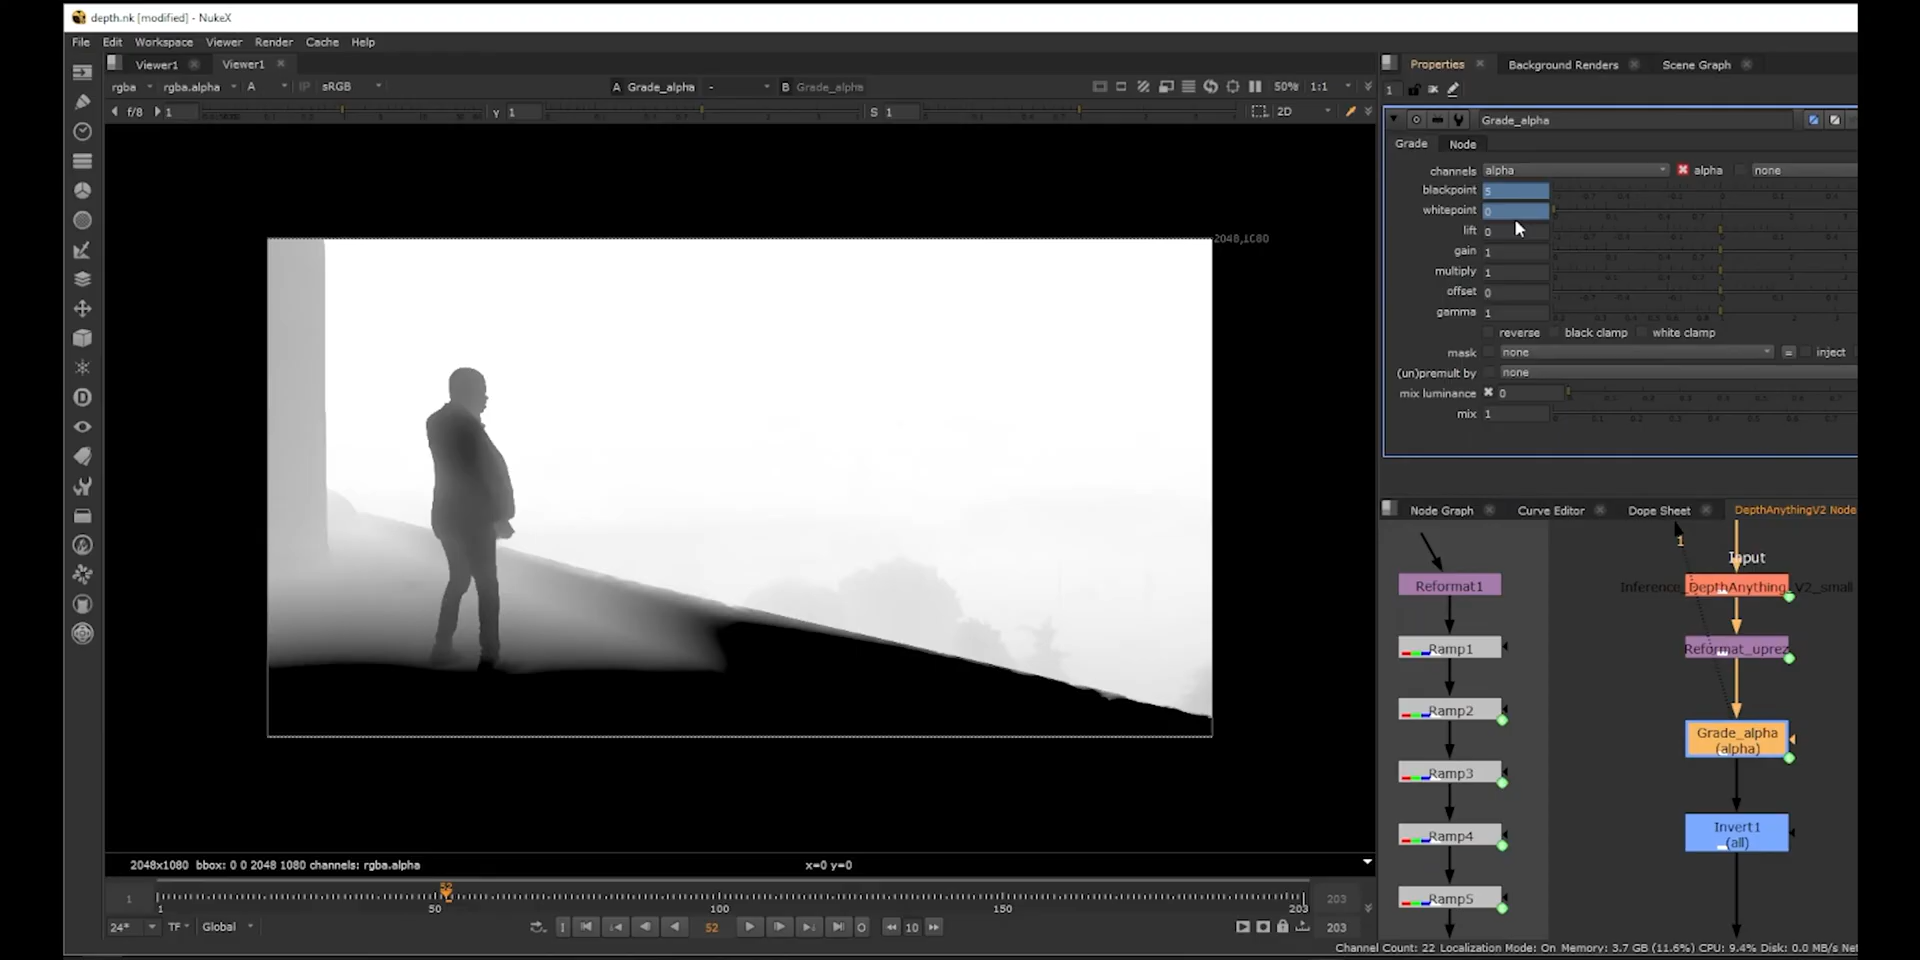 depth.nk [modified] - NukeX
File Edit Workspace Viewer Render Cache Help
Viewer1 Viewer1
rgba rgba.alpha A IP sRGB A Grade_alpha - B Grade_alpha 50% 1:1
f/8 1 Y 1 S 1 2D
2048,1080
2048x1080 bbox: 0 0 2048 1080 channels: rgba.alpha x=0 y=0
1 52 203
1 50 100 150 203
24* TF Global 52 10 203
Properties Background Renders Scene Graph
1
Grade_alpha
Grade Node
channels alpha alpha none
blackpoint 5
whitepoint 0
lift 0
gain 1
multiply 1
offset 0
gamma 1
reverse black clamp white clamp
mask none = inject
(un)premult by none
mix luminance 0
mix 1
Node Graph Curve Editor Dope Sheet DepthAnythingV2 Node
1
Input
Reformat1
Inference_DepthAnything_V2_small
Ramp1
Reformat_uprez
Ramp2
Grade_alpha
(alpha)
Ramp3
Invert1
(all)
Ramp4
Ramp5
Channel Count: 22 Localization Mode: On Memory: 3.7 GB (11.6%) CPU: 9.4% Disk: 0.0 MB/s Net